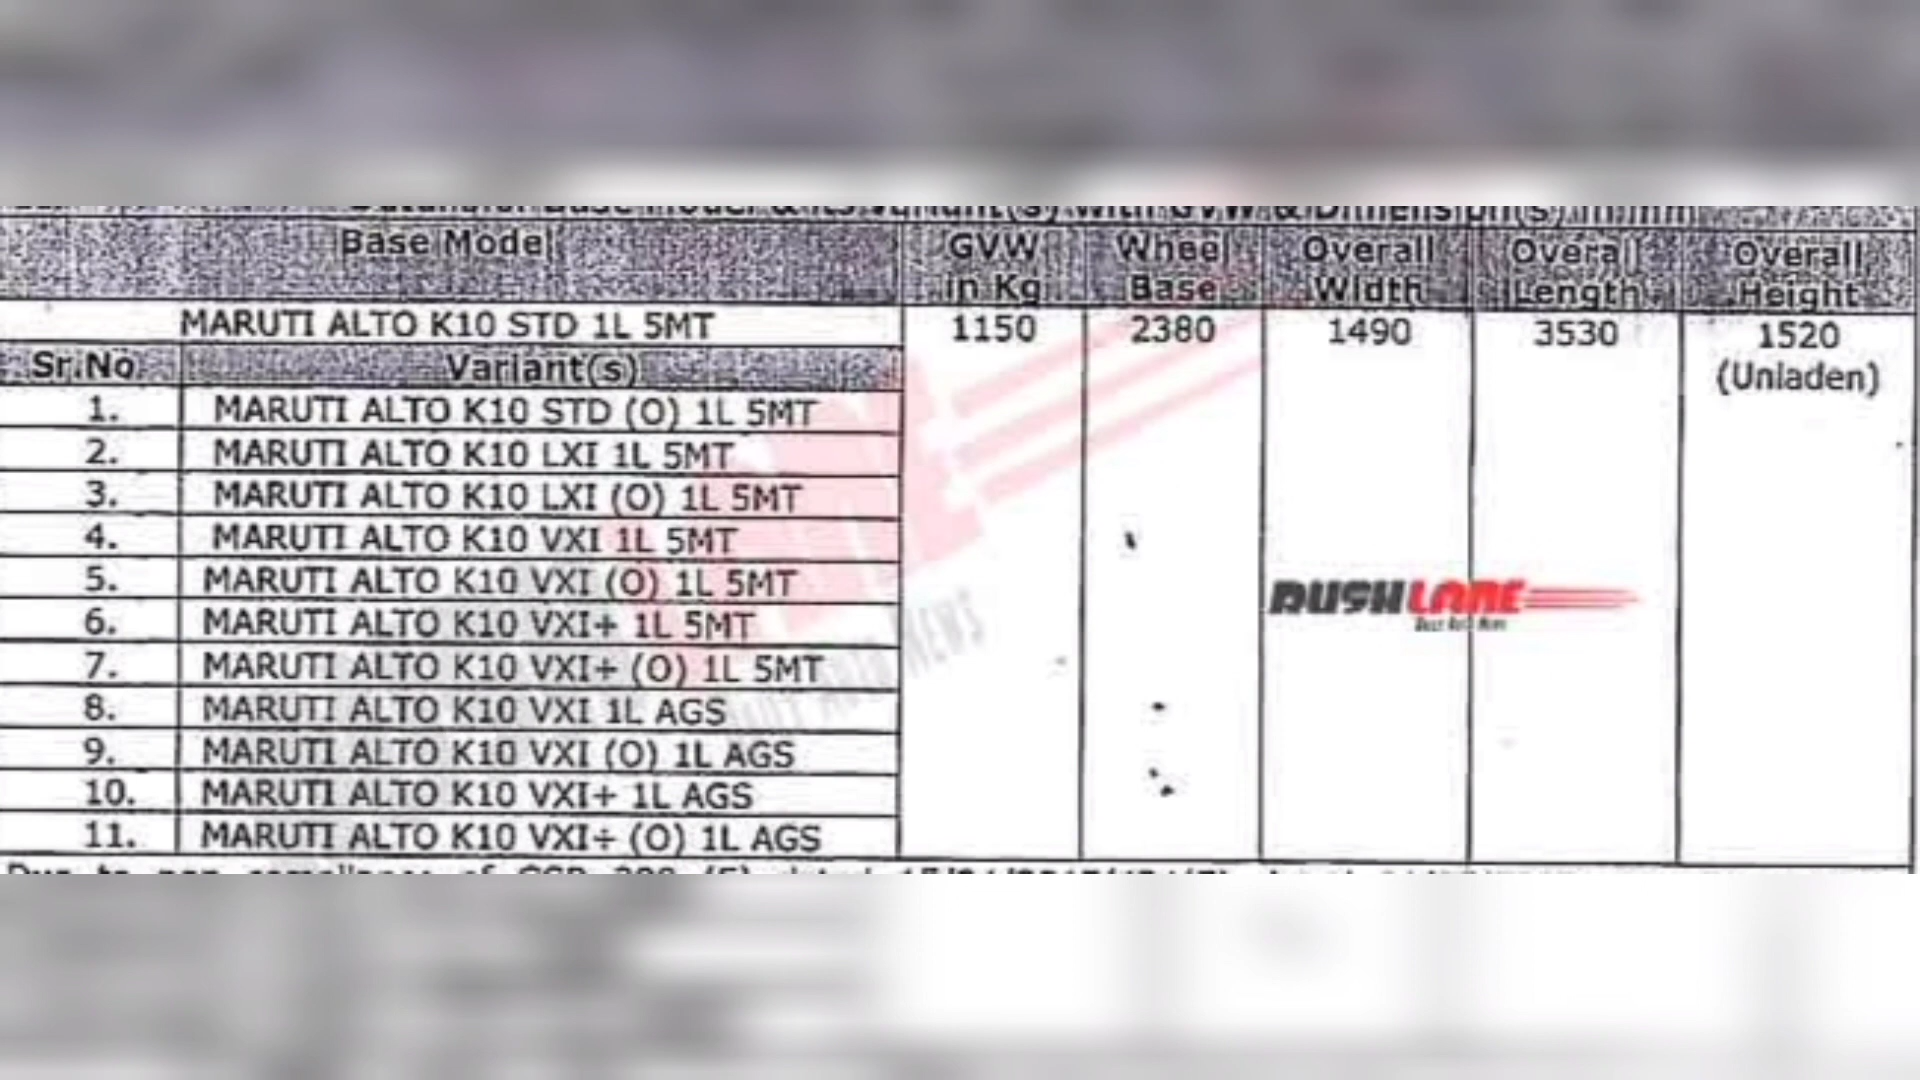 Base Model GVW in Kg Wheel Base Overall Width Overall Length Overall Height
MARUTI ALTO K10 STD 1L 5MT 1150 2380 1490 3530 1520 (Unladen)
Sr.No. Variant(s)
1. MARUTI ALTO K10 STD (O) 1L 5MT
2. MARUTI ALTO K10 LXI 1L 5MT
3. MARUTI ALTO K10 LXI (O) 1L 5MT
4. MARUTI ALTO K10 VXI 1L 5MT
5. MARUTI ALTO K10 VXI (O) 1L 5MT
6. MARUTI ALTO K10 VXI+ 1L 5MT
7. MARUTI ALTO K10 VXI+ (O) 1L 5MT
8. MARUTI ALTO K10 VXI 1L AGS
9. MARUTI ALTO K10 VXI (O) 1L AGS
10. MARUTI ALTO K10 VXI+ 1L AGS
11. MARUTI ALTO K10 VXI+ (O) 1L AGS
RUSHLANE